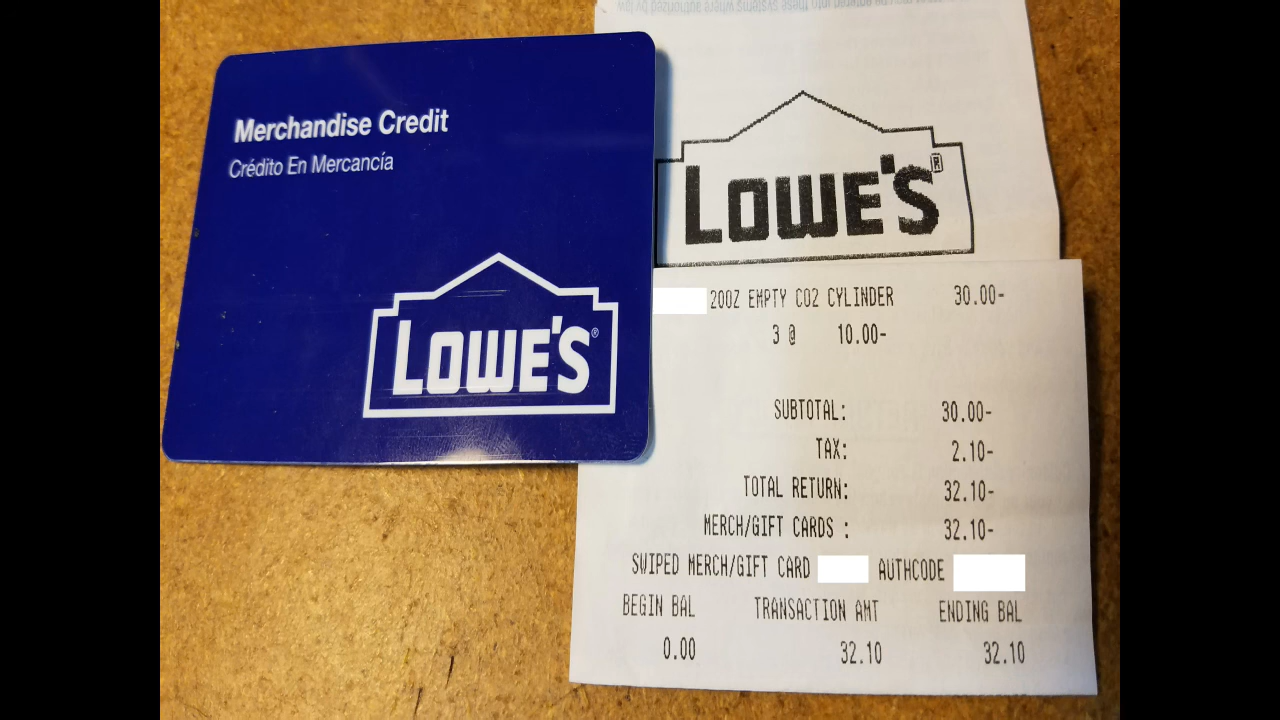 Merchandise Credit
Crédito En Mercancía
LOWE'S®
LOWE'S®
20OZ EMPTY CO2 CYLINDER 30.00-
3 @ 10.00-
SUBTOTAL: 30.00-
TAX: 2.10-
TOTAL RETURN: 32.10-
MERCH/GIFT CARDS : 32.10-
SWIPED MERCH/GIFT CARD AUTHCODE
BEGIN BAL TRANSACTION AMT ENDING BAL
0.00 32.10 32.10